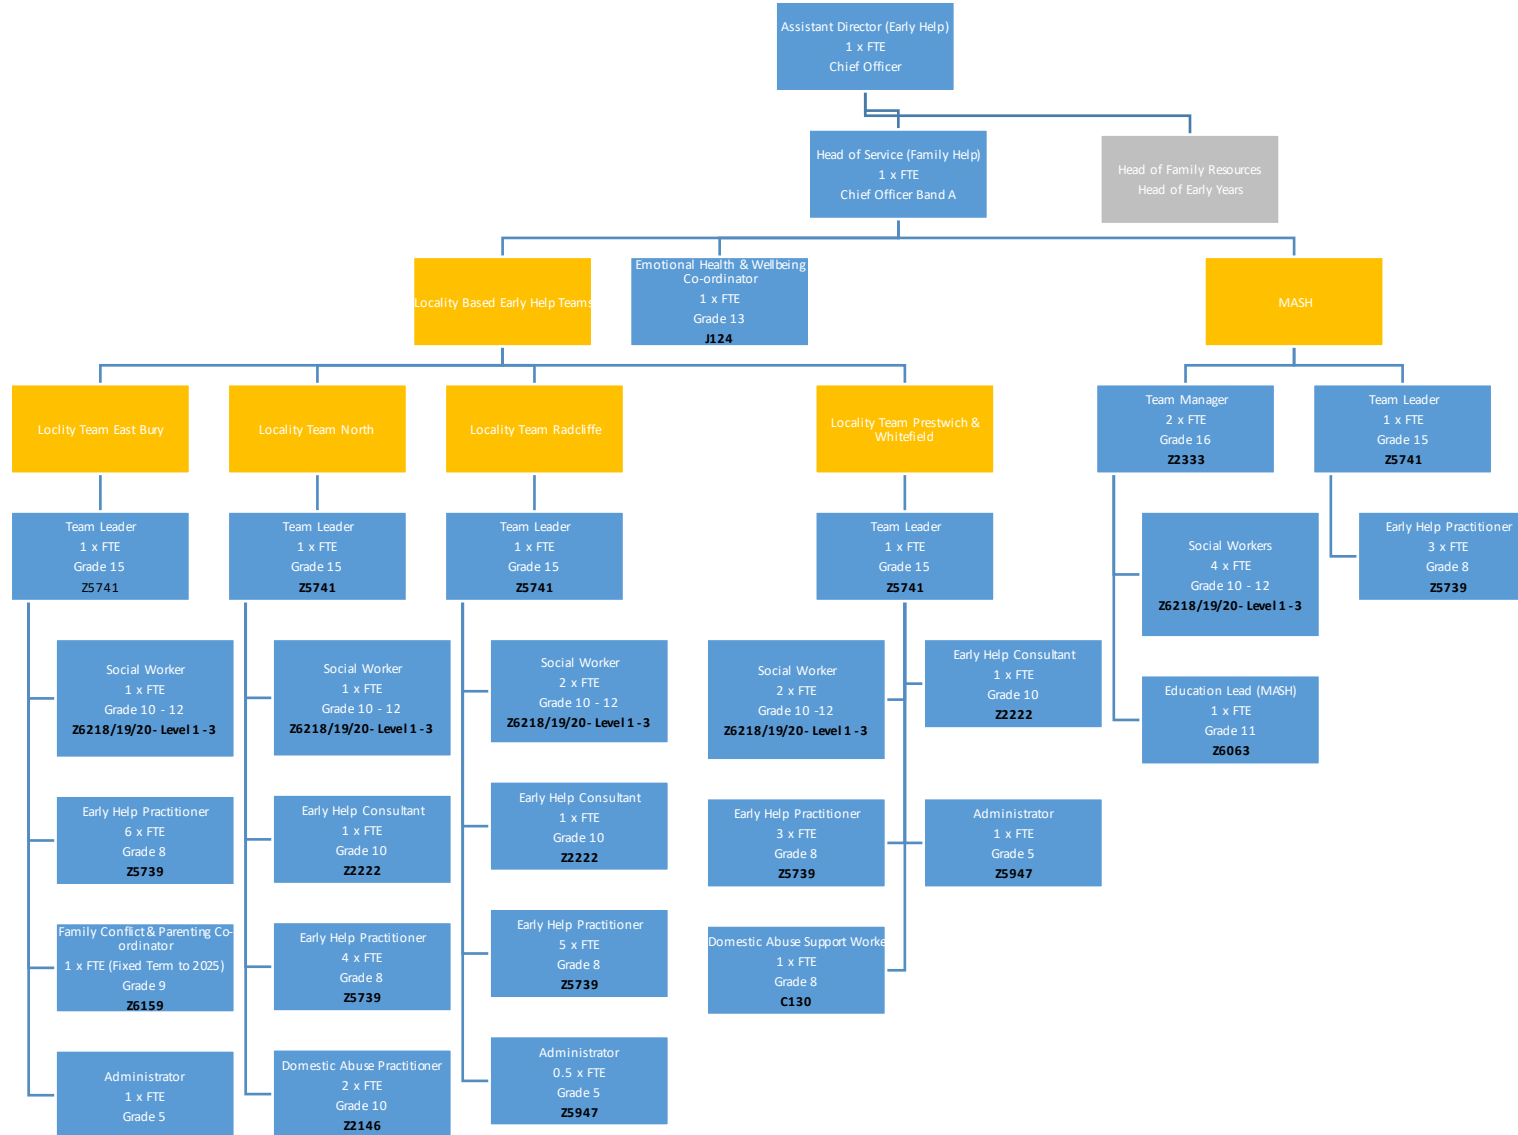 Assistant Director (Early Help)
1 x FTE
Chief Officer
Head of Service (Family Help)
1 x FTE
Chief Officer Band A
Head of Family Resources
Head of Early Years
Locality Based Early Help Teams
Emotional Health & Wellbeing
Co-ordinator
1 x FTE
Grade 13
J124
MASH
Loclity Team East Bury
Locality Team North
Locality Team Radcliffe
Locality Team Prestwich &
Whitefield
Team Manager
2 x FTE
Grade 16
Z2333
Team Leader
1 x FTE
Grade 15
Z5741
Team Leader
1 x FTE
Grade 15
Z5741
Team Leader
1 x FTE
Grade 15
Z5741
Team Leader
1 x FTE
Grade 15
Z5741
Team Leader
1 x FTE
Grade 15
Z5741
Social Workers
4 x FTE
Grade 10 - 12
Z6218/19/20- Level 1 - 3
Early Help Practitioner
3 x FTE
Grade 8
Z5739
Social Worker
1 x FTE
Grade 10 - 12
Z6218/19/20- Level 1 - 3
Social Worker
1 x FTE
Grade 10 - 12
Z6218/19/20- Level 1 - 3
Social Worker
2 x FTE
Grade 10 - 12
Z6218/19/20- Level 1 - 3
Social Worker
2 x FTE
Grade 10 -12
Z6218/19/20- Level 1 - 3
Early Help Consultant
1 x FTE
Grade 10
Z2222
Education Lead (MASH)
1 x FTE
Grade 11
Z6063
Early Help Practitioner
6 x FTE
Grade 8
Z5739
Early Help Consultant
1 x FTE
Grade 10
Z2222
Early Help Consultant
1 x FTE
Grade 10
Z2222
Early Help Practitioner
3 x FTE
Grade 8
Z5739
Administrator
1 x FTE
Grade 5
Z5947
Family Conflict & Parenting Co-
ordinator
1 x FTE (Fixed Term to 2025)
Grade 9
Z6159
Early Help Practitioner
4 x FTE
Grade 8
Z5739
Early Help Practitioner
5 x FTE
Grade 8
Z5739
Domestic Abuse Support Worke
1 x FTE
Grade 8
C130
Administrator
1 x FTE
Grade 5
Domestic Abuse Practitioner
2 x FTE
Grade 10
Z2146
Administrator
0.5 x FTE
Grade 5
Z5947